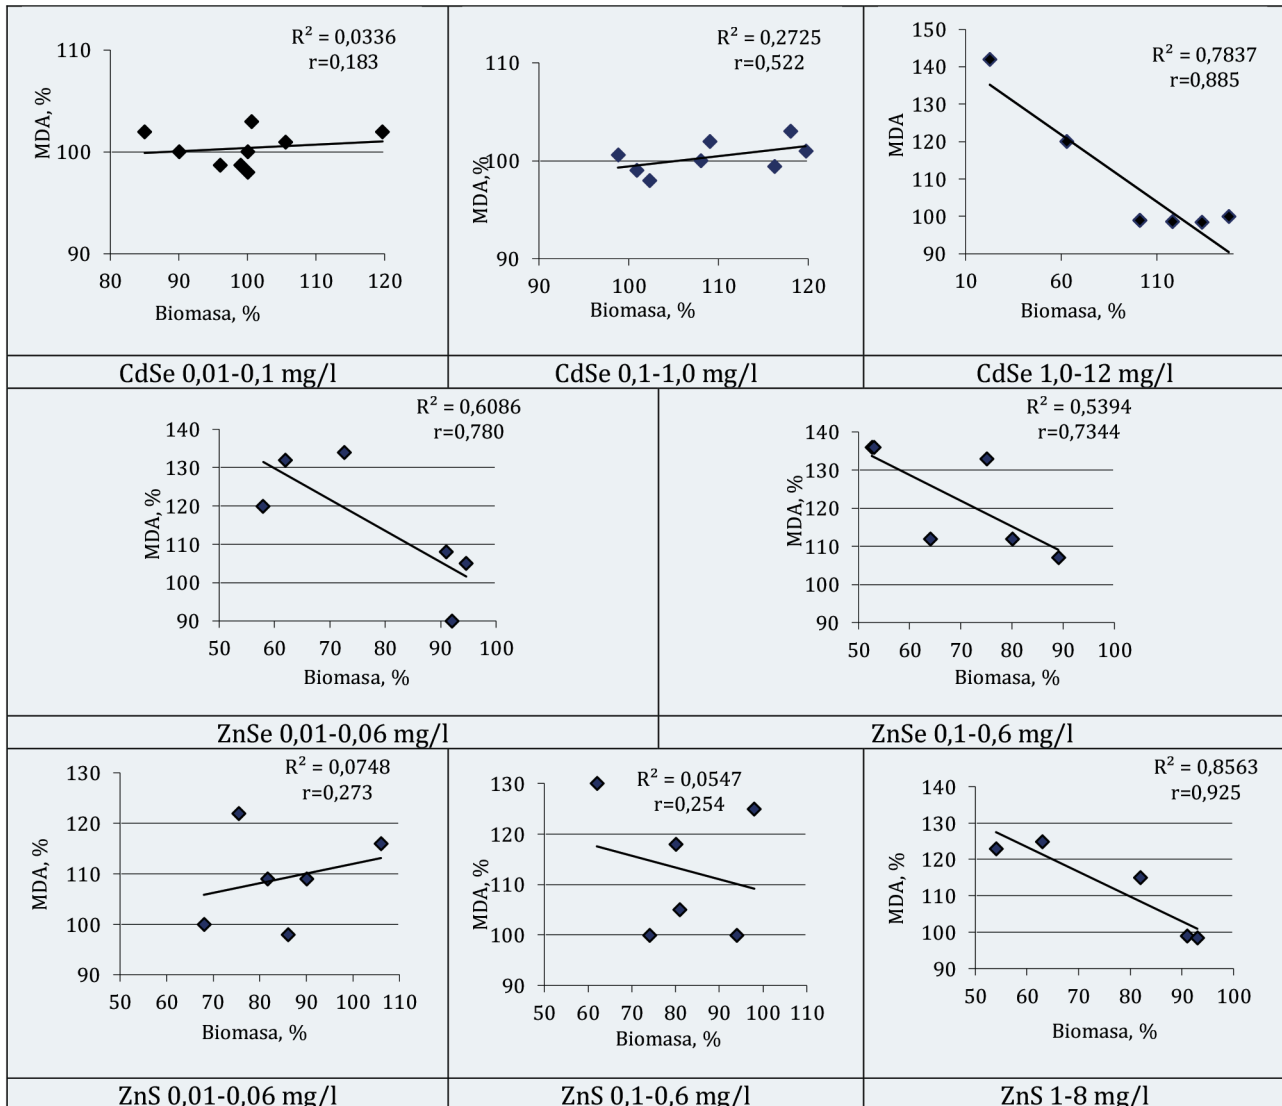 R² = 0,0336
r=0,183
110
100
90
MDA, %
80 90 100 110 120
Biomasa, %
R² = 0,2725
r=0,522
110
100
90
MDA,%
90 100 110 120
Biomasa, %
R² = 0,7837
r=0,885
150
140
130
120
110
100
90
MDA
10 60 110
CdSe 0,01-0,1 mg/l
CdSe 0,1-1,0 mg/l
CdSe 1,0-12 mg/l
R² = 0,6086
r=0,780
140
130
120
110
100
90
MDA, %
50 60 70 80 90 100
Biomasa, %
R² = 0,5394
r=0,7344
140
130
120
110
100
90
MDA, %
50 60 70 80 90 100
Biomasa, %
ZnSe 0,01-0,06 mg/l
ZnSe 0,1-0,6 mg/l
R² = 0,0748
r=0,273
130
120
110
100
90
MDA, %
50 60 70 80 90 100 110
Biomasa, %
R² = 0,0547
r=0,254
130
120
110
100
90
MDA, %
50 60 70 80 90 100 110
Biomasa, %
R² = 0,8563
r=0,925
140
130
120
110
100
90
MDA, %
50 60 70 80 90 100
Biomasa, %
ZnS 0,01-0,06 mg/l
ZnS 0,1-0,6 mg/l
ZnS 1-8 mg/l